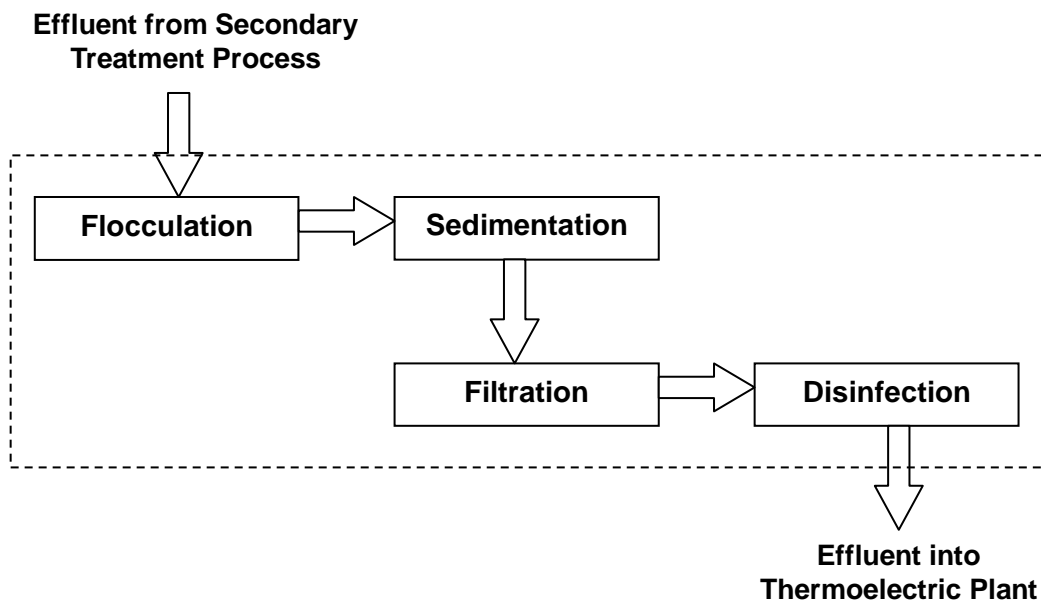 Effluent from Secondary
Treatment Process
Flocculation
Sedimentation
Filtration
Disinfection
Effluent into
Thermoelectric Plant